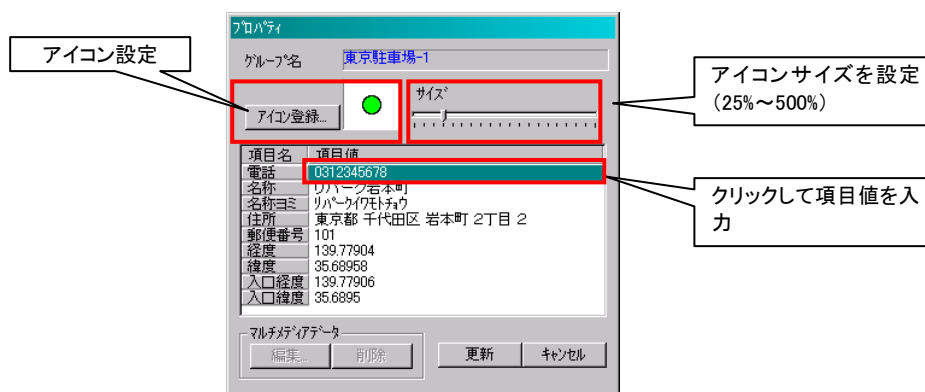 プロパティ
アイコン設定
グループ名 東京駐車場-1
アイコン登録...
サイズ
アイコンサイズを設定
(25%～500%)
項目名 項目値
電話 0312345678
名称 リパーク岩本町
名称ヨミ リパークイワモトチョウ
住所 東京都 千代田区 岩本町 2丁目 2
郵便番号 101
経度 139.77904
緯度 35.68958
入口経度 139.77906
入口緯度 35.6895
クリックして項目値を入
力
マルチメディアデータ
編集... 削除 更新 キャンセル